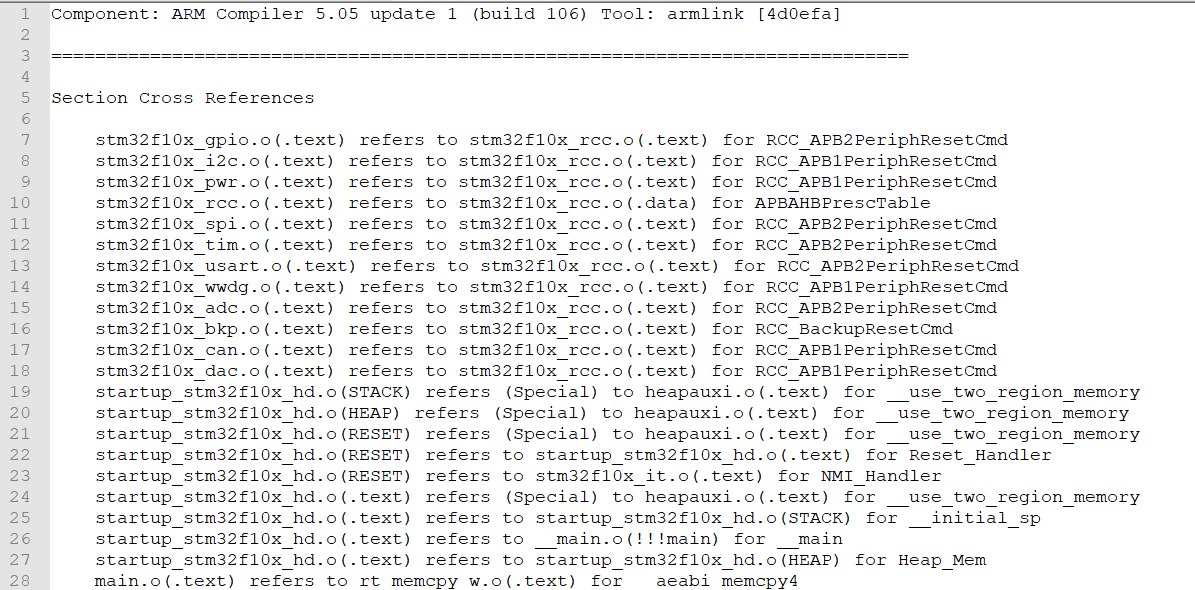 1 Component: ARM Compiler 5.05 update 1 (build 106) Tool: armlink [4d0efa]
2
3 ==============================================================================
4
5 Section Cross References
6
7     stm32f10x_gpio.o(.text) refers to stm32f10x_rcc.o(.text) for RCC_APB2PeriphResetCmd
8     stm32f10x_i2c.o(.text) refers to stm32f10x_rcc.o(.text) for RCC_APB1PeriphResetCmd
9     stm32f10x_pwr.o(.text) refers to stm32f10x_rcc.o(.text) for RCC_APB1PeriphResetCmd
10     stm32f10x_rcc.o(.text) refers to stm32f10x_rcc.o(.data) for APBAHBPrescTable
11     stm32f10x_spi.o(.text) refers to stm32f10x_rcc.o(.text) for RCC_APB2PeriphResetCmd
12     stm32f10x_tim.o(.text) refers to stm32f10x_rcc.o(.text) for RCC_APB2PeriphResetCmd
13     stm32f10x_usart.o(.text) refers to stm32f10x_rcc.o(.text) for RCC_APB2PeriphResetCmd
14     stm32f10x_wwdg.o(.text) refers to stm32f10x_rcc.o(.text) for RCC_APB1PeriphResetCmd
15     stm32f10x_adc.o(.text) refers to stm32f10x_rcc.o(.text) for RCC_APB2PeriphResetCmd
16     stm32f10x_bkp.o(.text) refers to stm32f10x_rcc.o(.text) for RCC_BackupResetCmd
17     stm32f10x_can.o(.text) refers to stm32f10x_rcc.o(.text) for RCC_APB1PeriphResetCmd
18     stm32f10x_dac.o(.text) refers to stm32f10x_rcc.o(.text) for RCC_APB1PeriphResetCmd
19     startup_stm32f10x_hd.o(STACK) refers (Special) to heapauxi.o(.text) for __use_two_region_memory
20     startup_stm32f10x_hd.o(HEAP) refers (Special) to heapauxi.o(.text) for __use_two_region_memory
21     startup_stm32f10x_hd.o(RESET) refers (Special) to heapauxi.o(.text) for __use_two_region_memory
22     startup_stm32f10x_hd.o(RESET) refers to startup_stm32f10x_hd.o(.text) for Reset_Handler
23     startup_stm32f10x_hd.o(RESET) refers to stm32f10x_it.o(.text) for NMI_Handler
24     startup_stm32f10x_hd.o(.text) refers (Special) to heapauxi.o(.text) for __use_two_region_memory
25     startup_stm32f10x_hd.o(.text) refers to startup_stm32f10x_hd.o(STACK) for __initial_sp
26     startup_stm32f10x_hd.o(.text) refers to __main.o(!!!main) for __main
27     startup_stm32f10x_hd.o(.text) refers to startup_stm32f10x_hd.o(HEAP) for Heap_Mem
28     main.o(.text) refers to rt_memcpy_w.o(.text) for __aeabi_memcpy4